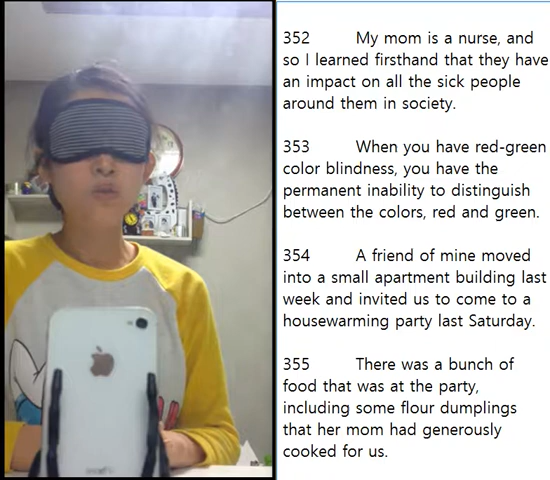 352 My mom is a nurse, and
so I learned firsthand that they have
an impact on all the sick people
around them in society.
353 When you have red-green
color blindness, you have the
permanent inability to distinguish
between the colors, red and green.
354 A friend of mine moved
into a small apartment building last
week and invited us to come to a
housewarming party last Saturday.
355 There was a bunch of
food that was at the party,
including some flour dumplings
that her mom had generously
cooked for us.